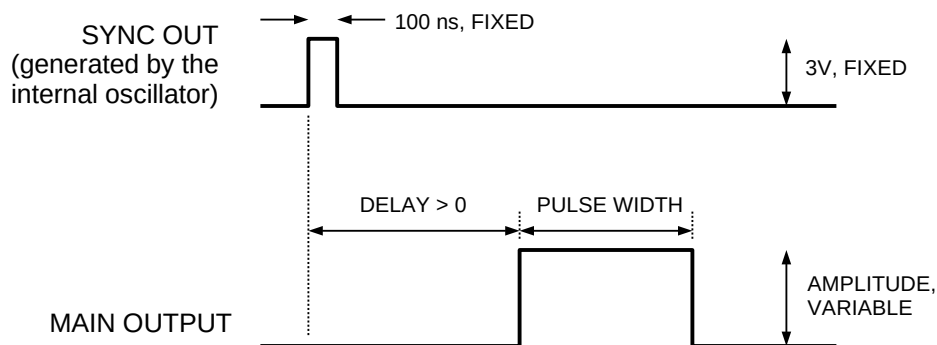 100 ns, FIXED
SYNC OUT
(generated by the
internal oscillator)
3V, FIXED
DELAY > 0
PULSE WIDTH
AMPLITUDE,
VARIABLE
MAIN OUTPUT